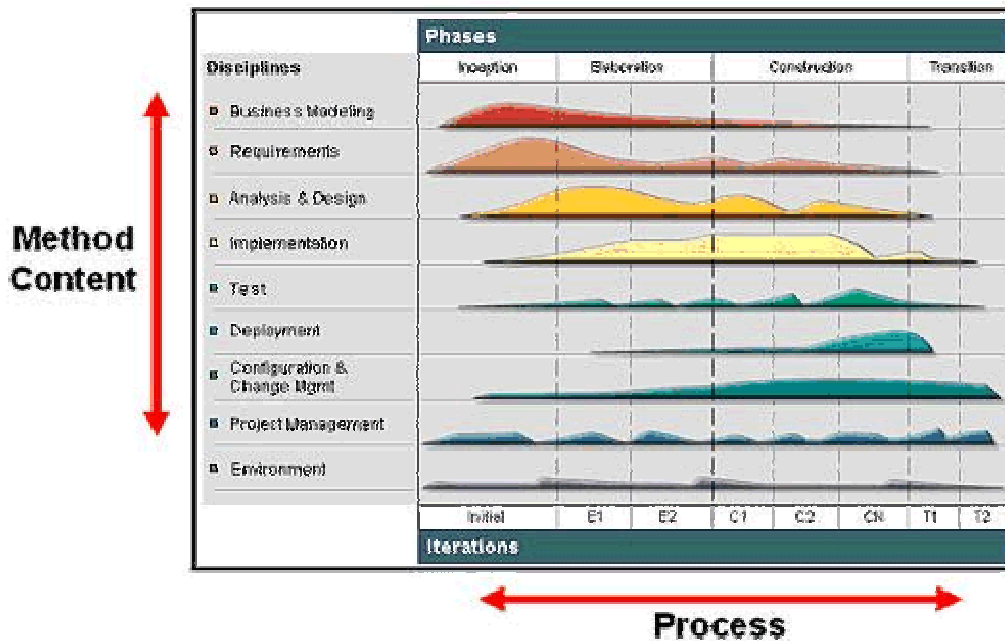 Phases
Disciplines
Inception Elaboration Construction Transition
Business Modeling
Requirements
Analysis & Design
Implementation
Test
Deployment
Configuration &
Change Mgmt
Project Management
Environment
Method
Content
Initial E1 E2 C1 C2 CN T1 T2
Iterations
Process